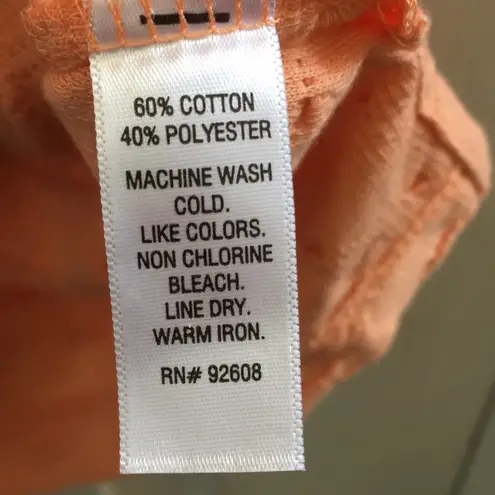 60% COTTON
40% POLYESTER
MACHINE WASH
COLD.
LIKE COLORS.
NON CHLORINE
BLEACH.
LINE DRY.
WARM IRON.
RN# 92608